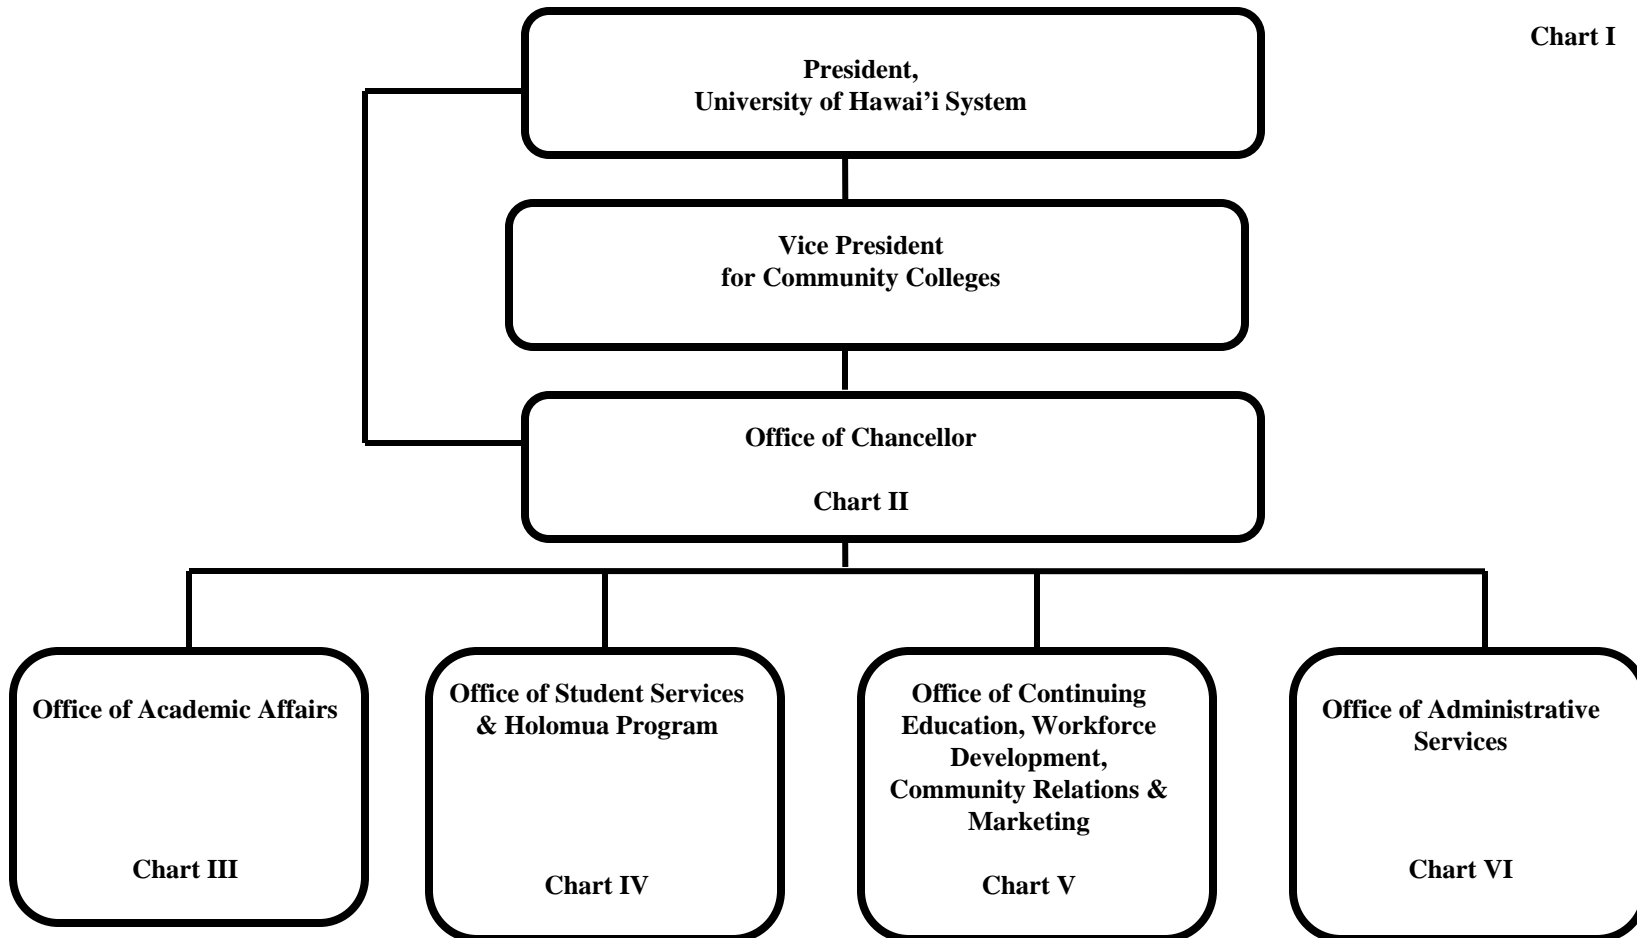 Chart I
President,
University of Hawai’i System
Vice President
for Community Colleges
Office of Chancellor
Chart II
Office of Academic Affairs
Chart III
Office of Student Services
& Holomua Program
Chart IV
Office of Continuing
Education, Workforce
Development,
Community Relations &
Marketing
Chart V
Office of Administrative
Services
Chart VI